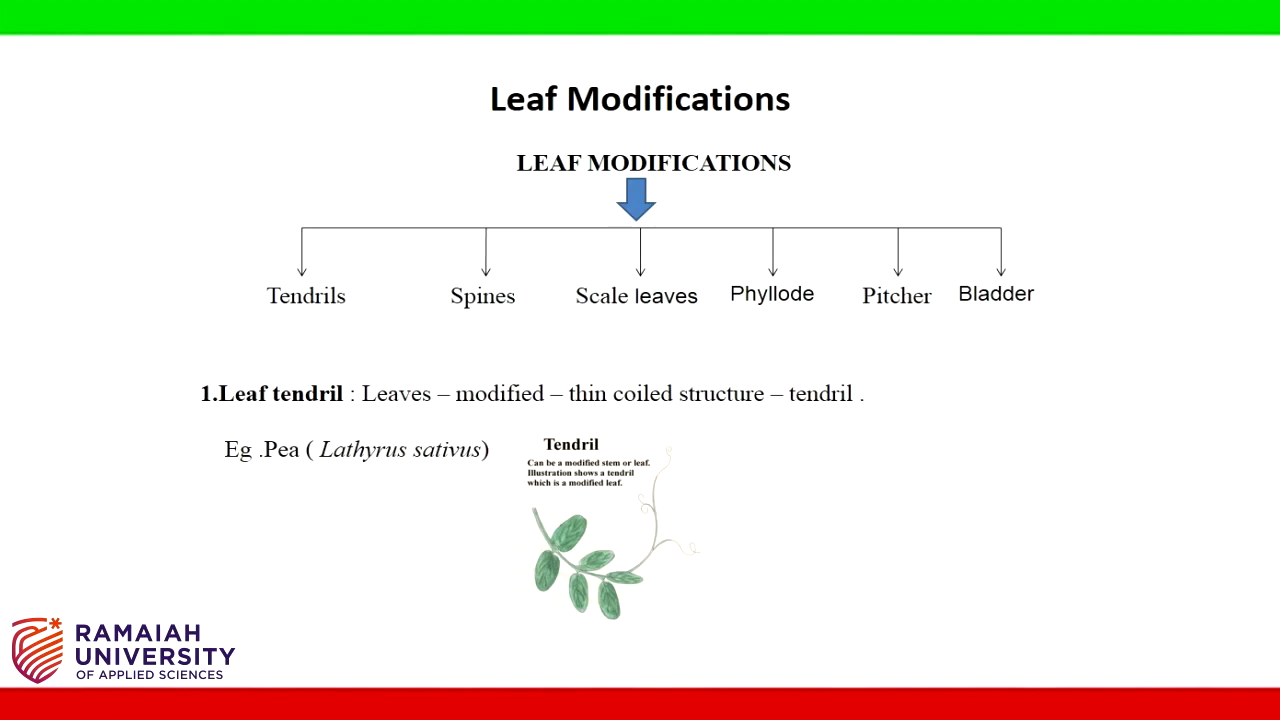 Leaf Modifications
LEAF MODIFICATIONS
Tendrils Spines Scale leaves Phyllode Pitcher Bladder
1.Leaf tendril : Leaves – modified – thin coiled structure – tendril .
Eg .Pea ( Lathyrus sativus)
Tendril
Can be a modified stem or leaf.
Illustration shows a tendril
which is a modified leaf.
RAMAIAH
UNIVERSITY
OF APPLIED SCIENCES